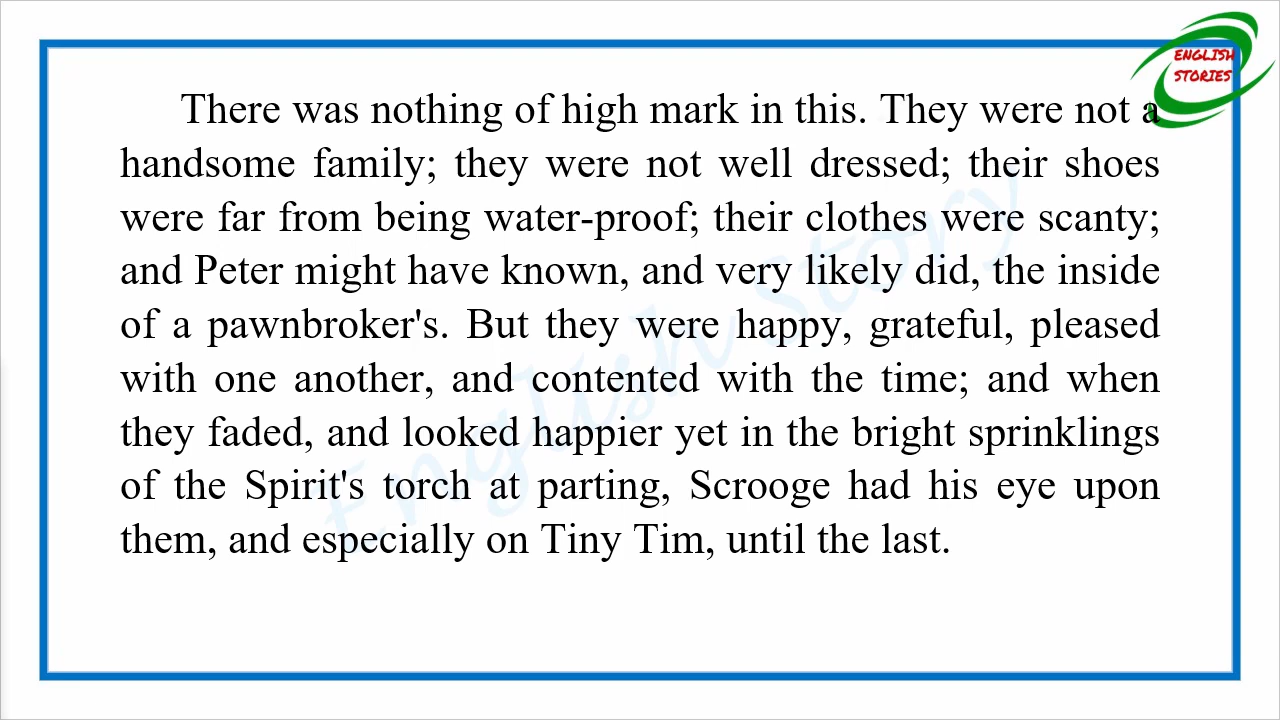 ENGLISH
STORIES
There was nothing of high mark in this. They were not a
handsome family; they were not well dressed; their shoes
were far from being water-proof; their clothes were scanty;
and Peter might have known, and very likely did, the inside
of a pawnbroker's. But they were happy, grateful, pleased
with one another, and contented with the time; and when
they faded, and looked happier yet in the bright sprinklings
of the Spirit's torch at parting, Scrooge had his eye upon
them, and especially on Tiny Tim, until the last.
English Story